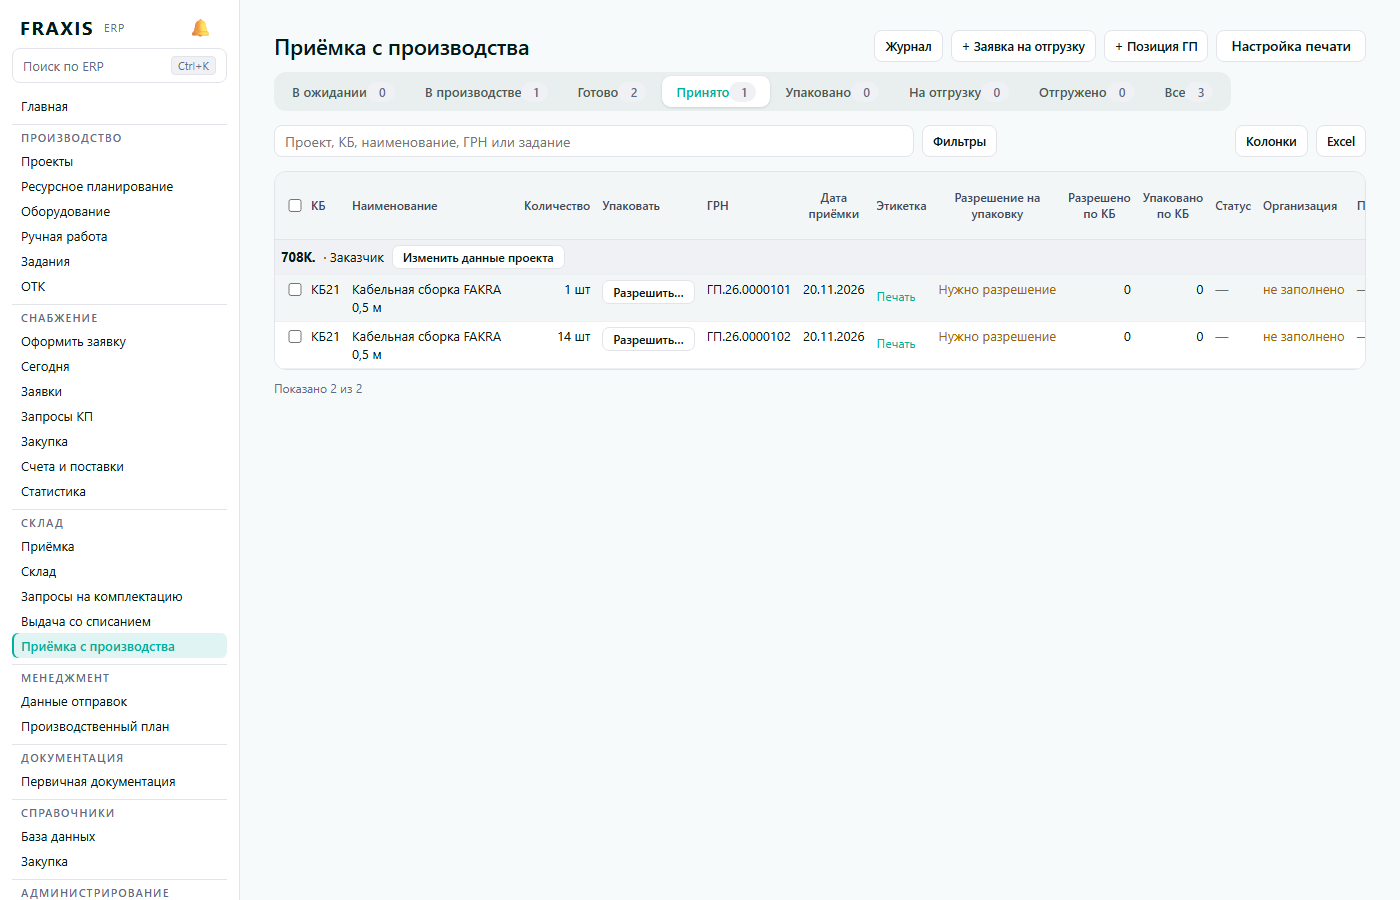 FRAXIS ERP
Поиск по ERP Ctrl+K
Главная
ПРОИЗВОДСТВО
Проекты
Ресурсное планирование
Оборудование
Ручная работа
Задания
ОТК
СНАБЖЕНИЕ
Оформить заявку
Сегодня
Заявки
Запросы КП
Закупка
Счета и поставки
Статистика
СКЛАД
Приёмка
Склад
Запросы на комплектацию
Выдача со списанием
Приёмка с производства
МЕНЕДЖМЕНТ
Данные отправок
Производственный план
ДОКУМЕНТАЦИЯ
Первичная документация
СПРАВОЧНИКИ
База данных
Закупка
АДМИНИСТРИРОВАНИЕ
Приёмка с производства
Журнал + Заявка на отгрузку + Позиция ГП Настройка печати
В ожидании 0 В производстве 1 Готово 2 Принято 1 Упаковано 0 На отгрузку 0 Отгружено 0 Все 3
Проект, КБ, наименование, ГРН или задание Фильтры Колонки Excel
КБ Наименование Количество Упаковать ГРН Дата приёмки Этикетка Разрешение на упаковку Разрешено по КБ Упаковано по КБ Статус Организация П
708К. · Заказчик Изменить данные проекта
КБ21 Кабельная сборка FAKRA 1 шт Разрешить... ГП.26.0000101 20.11.2026 Печать Нужно разрешение 0 0 — не заполнено —
0,5 м
КБ21 Кабельная сборка FAKRA 14 шт Разрешить... ГП.26.0000102 20.11.2026 Печать Нужно разрешение 0 0 — не заполнено —
0,5 м
Показано 2 из 2